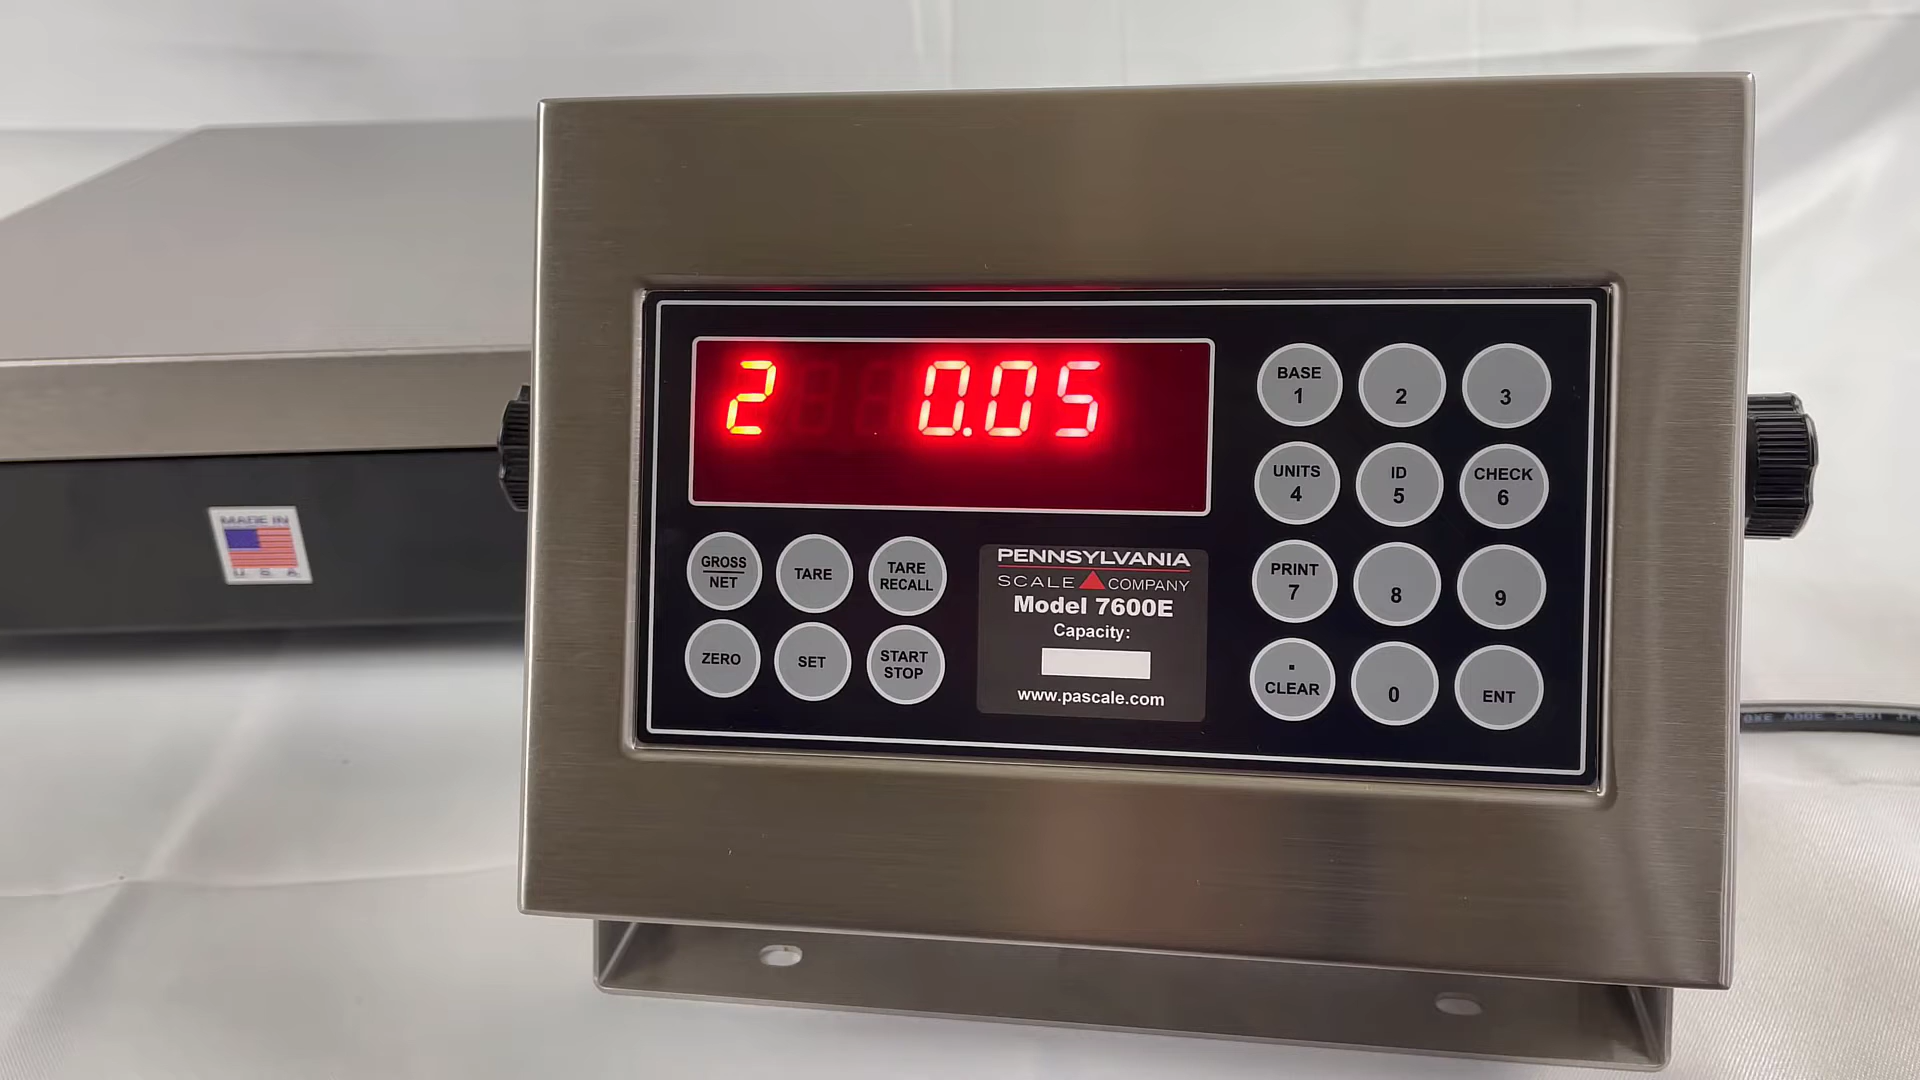 MADE IN
U S A
2 0.05
GROSS
NET
TARE
TARE
RECALL
ZERO
SET
START
STOP
PENNSYLVANIA
SCALE COMPANY
Model 7600E
Capacity:
www.pascale.com
BASE
1
2
3
UNITS
4
ID
5
CHECK
6
PRINT
7
8
9
.
CLEAR
0
ENT